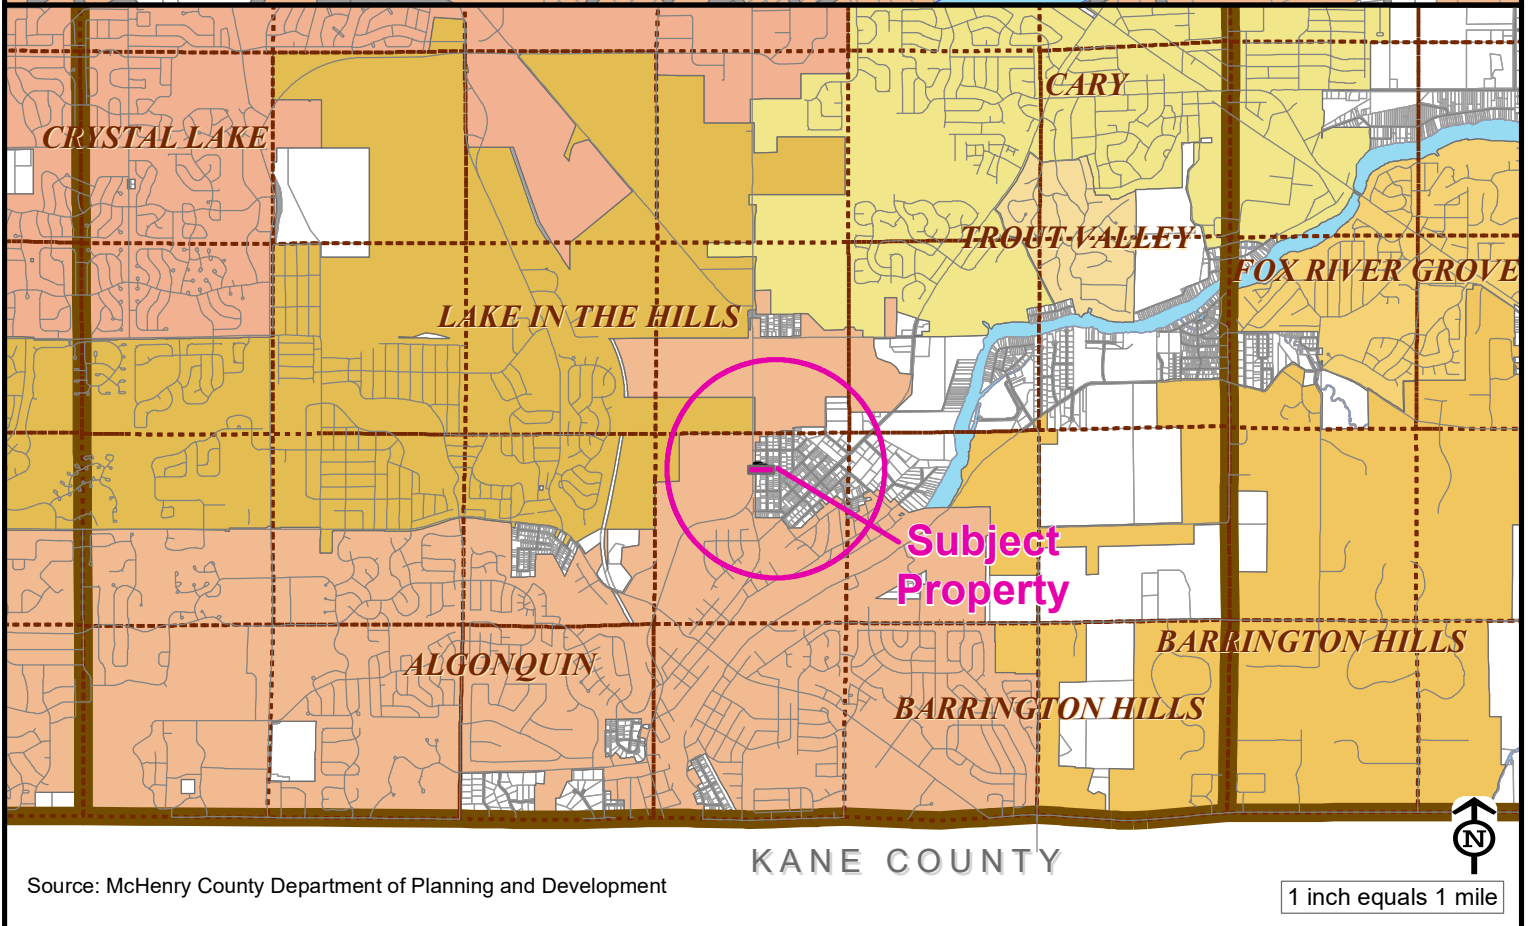 CARY
CRYSTAL LAKE
TROUT VALLEY
FOX RIVER GROVE
LAKE IN THE HILLS
Subject
Property
BARRINGTON HILLS
ALGONQUIN
BARRINGTON HILLS
KANE COUNTY
N
Source: McHenry County Department of Planning and Development
1 inch equals 1 mile